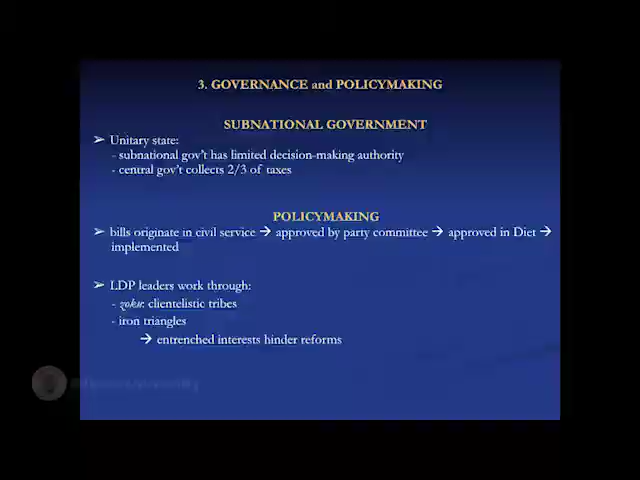 3. GOVERNANCE and POLICYMAKING
SUBNATIONAL GOVERNMENT
➢ Unitary state:
- subnational gov't has limited decision-making authority
- central gov't collects 2/3 of taxes
POLICYMAKING
➢ bills originate in civil service → approved by party committee → approved in Diet →
implemented
➢ LDP leaders work through:
- zoku: clientelistic tribes
- iron triangles
→ entrenched interests hinder reforms